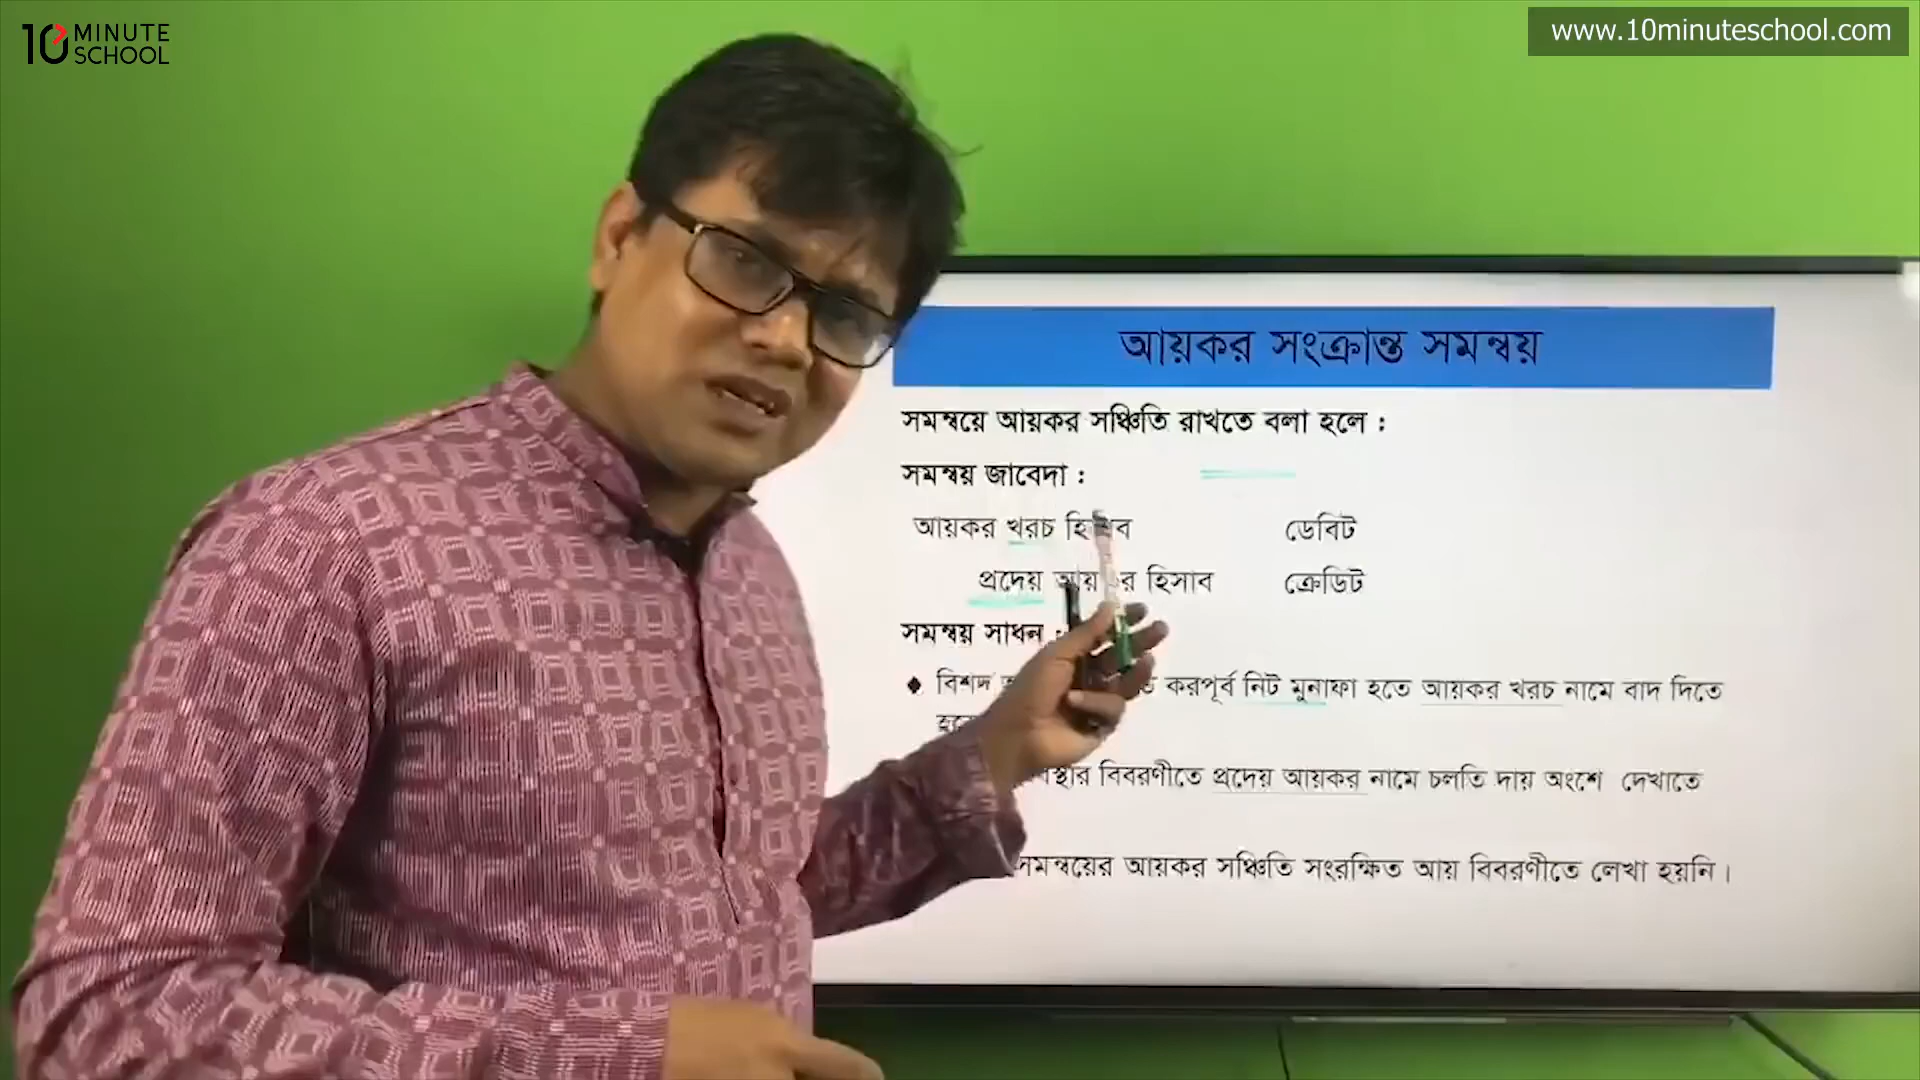 10 MINUTE SCHOOL
www.10minuteschool.com
আয়কর সংক্রান্ত সমন্বয়
সমন্বয়ে আয়কর সঞ্চিতি রাখতে বলা হলে :
সমন্বয় জাবেদা :
আয়কর খরচ ডেবিট
প্রদেয় হিসাব ক্রেডিট
সমন্বয় সাধন :
♦ বিশদ করপূর্ব নিট মুনাফা হতে আয়কর খরচ নামে বাদ দিতে
বিবরণীতে প্রদেয় আয়কর নামে চলতি দায় অংশে দেখাতে
সমন্বয়ের আয়কর সঞ্চিতি সংরক্ষিত আয় বিবরণীতে লেখা হয়নি।